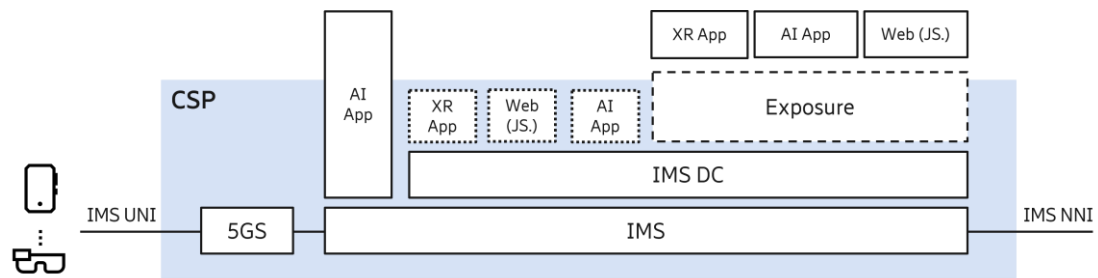 XR App
AI App
Web (JS.)
CSP
AI
App
XR
App
Web
(JS.)
AI
App
Exposure
IMS DC
IMS UNI
5GS
IMS
IMS NNI